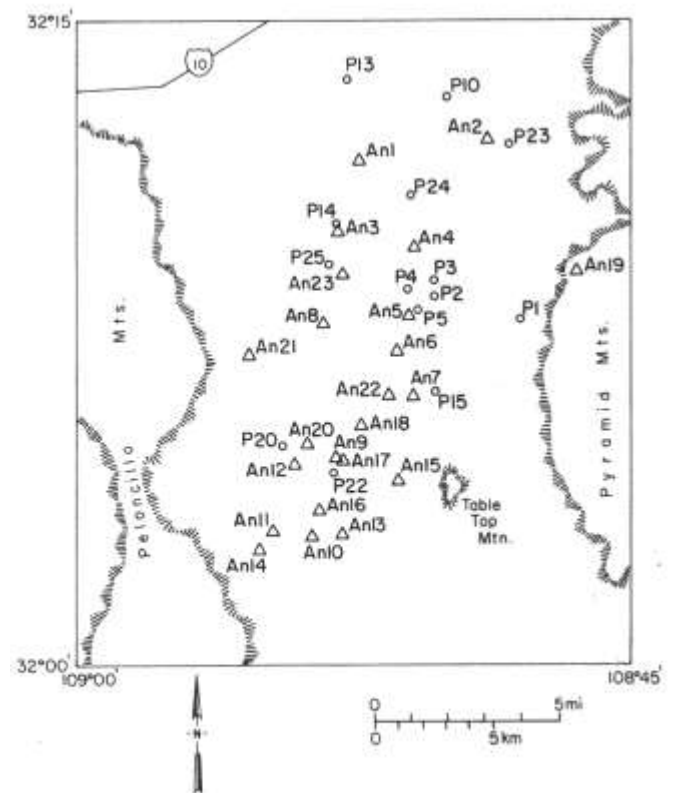 32°15'
10
P13
P10
An2
P23
An1
P24
P14
An3
An4
P25
An23
P3
P4
P2
An19
An8
An5
P5
P1
An21
An6
Mts.
An22
An7
P15
Pyramid Mts.
An18
An20
An9
P20
An12
An17
An15
P22
Table
Top
Mtn.
An16
An11
An13
An10
An14
Peloncillo
32°00'
109°00'
108°45'
N
0 5mi
0 5km